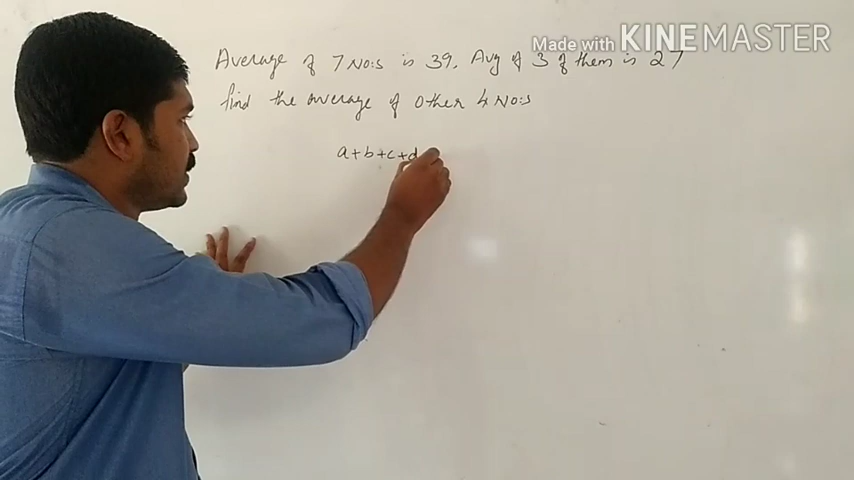 Made with KINEMASTER
Average of 7 NO:s is 39. Avg of 3 of them is 27
find the average of Other 4 NO:s
a+b+c+d